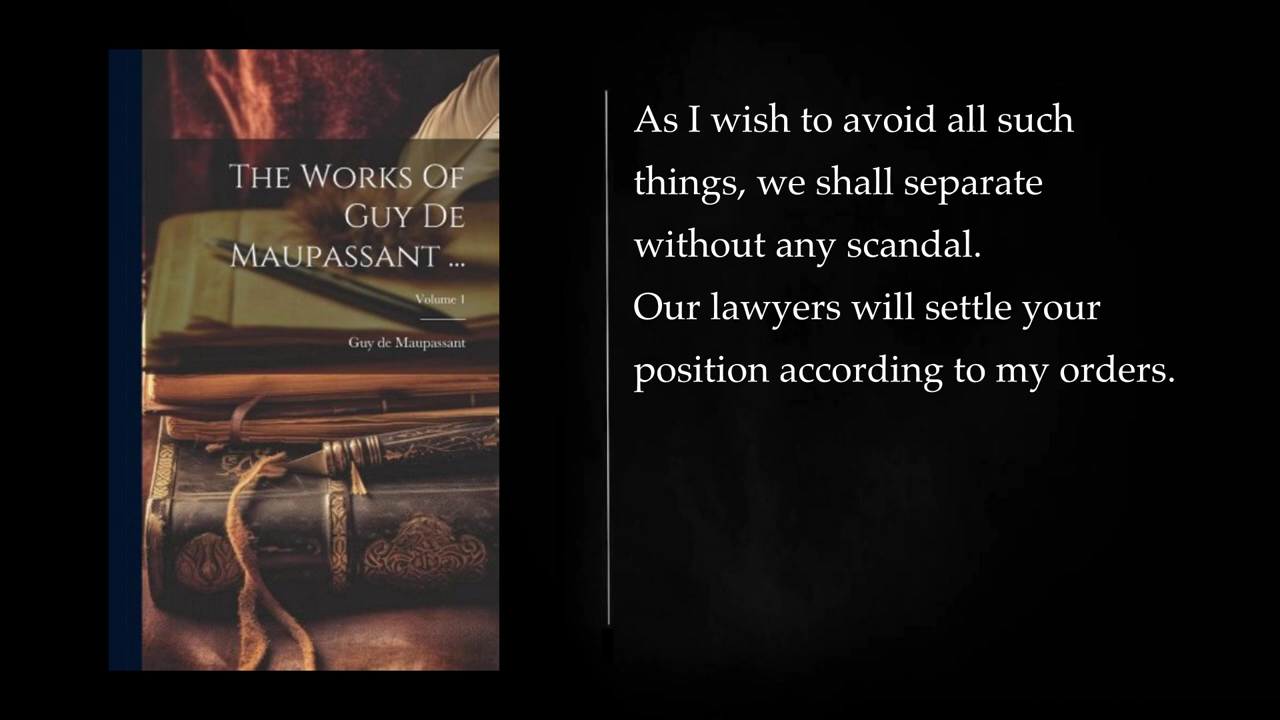 The Works Of
Guy De
Maupassant ...
Volume 1
Guy de Maupassant
As I wish to avoid all such
things, we shall separate
without any scandal.
Our lawyers will settle your
position according to my orders.